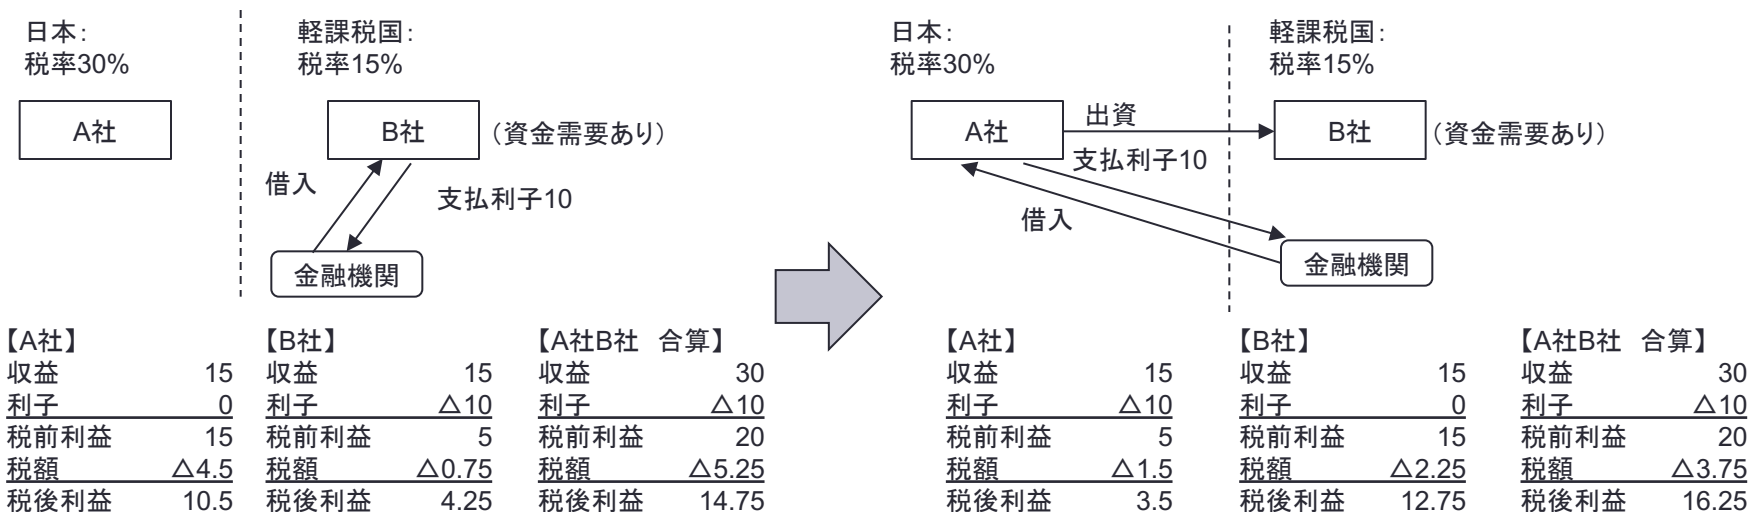 日本：
税率30%
軽課税国：
税率15%
A社
B社
（資金需要あり）
借入
支払利子10
金融機関
【A社】
収益 15
利子 0
税前利益 15
税額 △4.5
税後利益 10.5
【B社】
収益 15
利子 △10
税前利益 5
税額 △0.75
税後利益 4.25
【A社B社 合算】
収益 30
利子 △10
税前利益 20
税額 △5.25
税後利益 14.75
日本：
税率30%
軽課税国：
税率15%
A社
出資
B社
（資金需要あり）
支払利子10
借入
金融機関
【A社】
収益 15
利子 △10
税前利益 5
税額 △1.5
税後利益 3.5
【B社】
収益 15
利子 0
税前利益 15
税額 △2.25
税後利益 12.75
【A社B社 合算】
収益 30
利子 △10
税前利益 20
税額 △3.75
税後利益 16.25